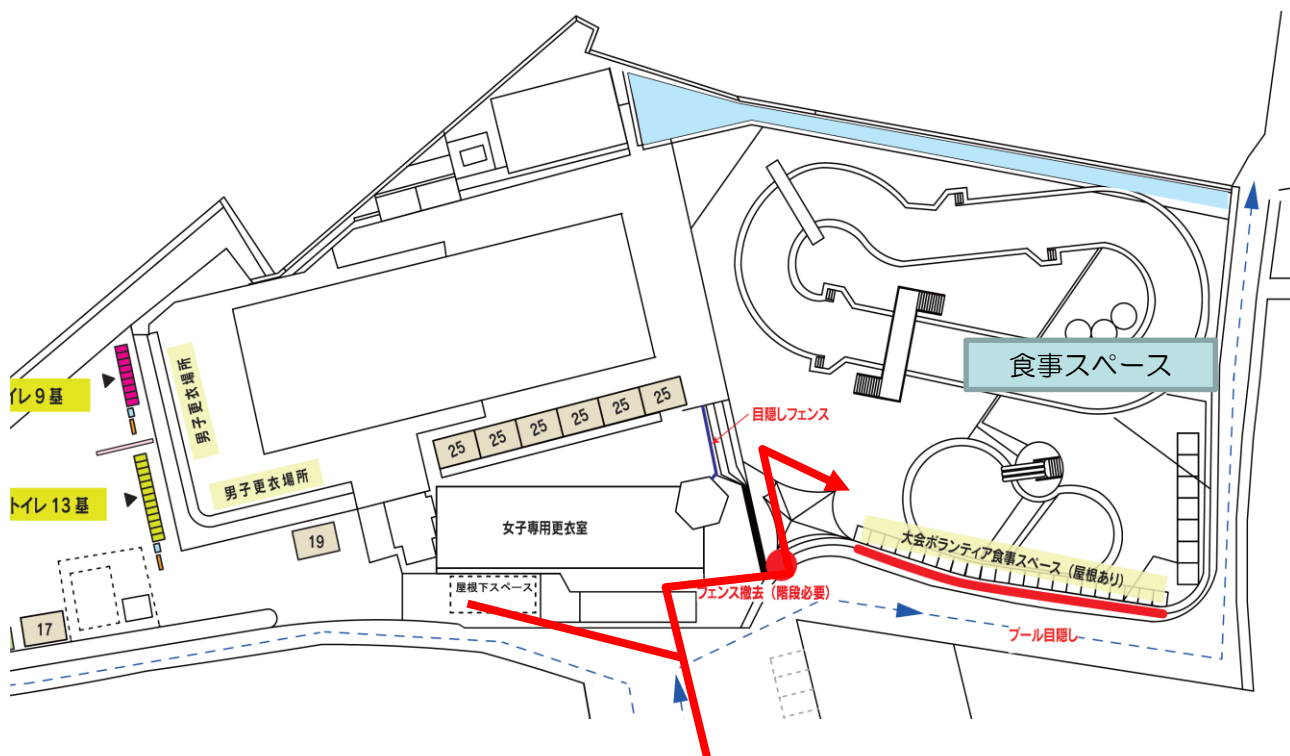 食事スペース
イレ 9 基
男子更衣場所
目隠しフェンス
25
25
25
25
25
25
トイレ 13 基
男子更衣場所
女子専用更衣室
19
大会ボランティア食事スペース（屋根あり）
屋根下スペース
フェンス撤去（階段必要）
17
プール目隠し